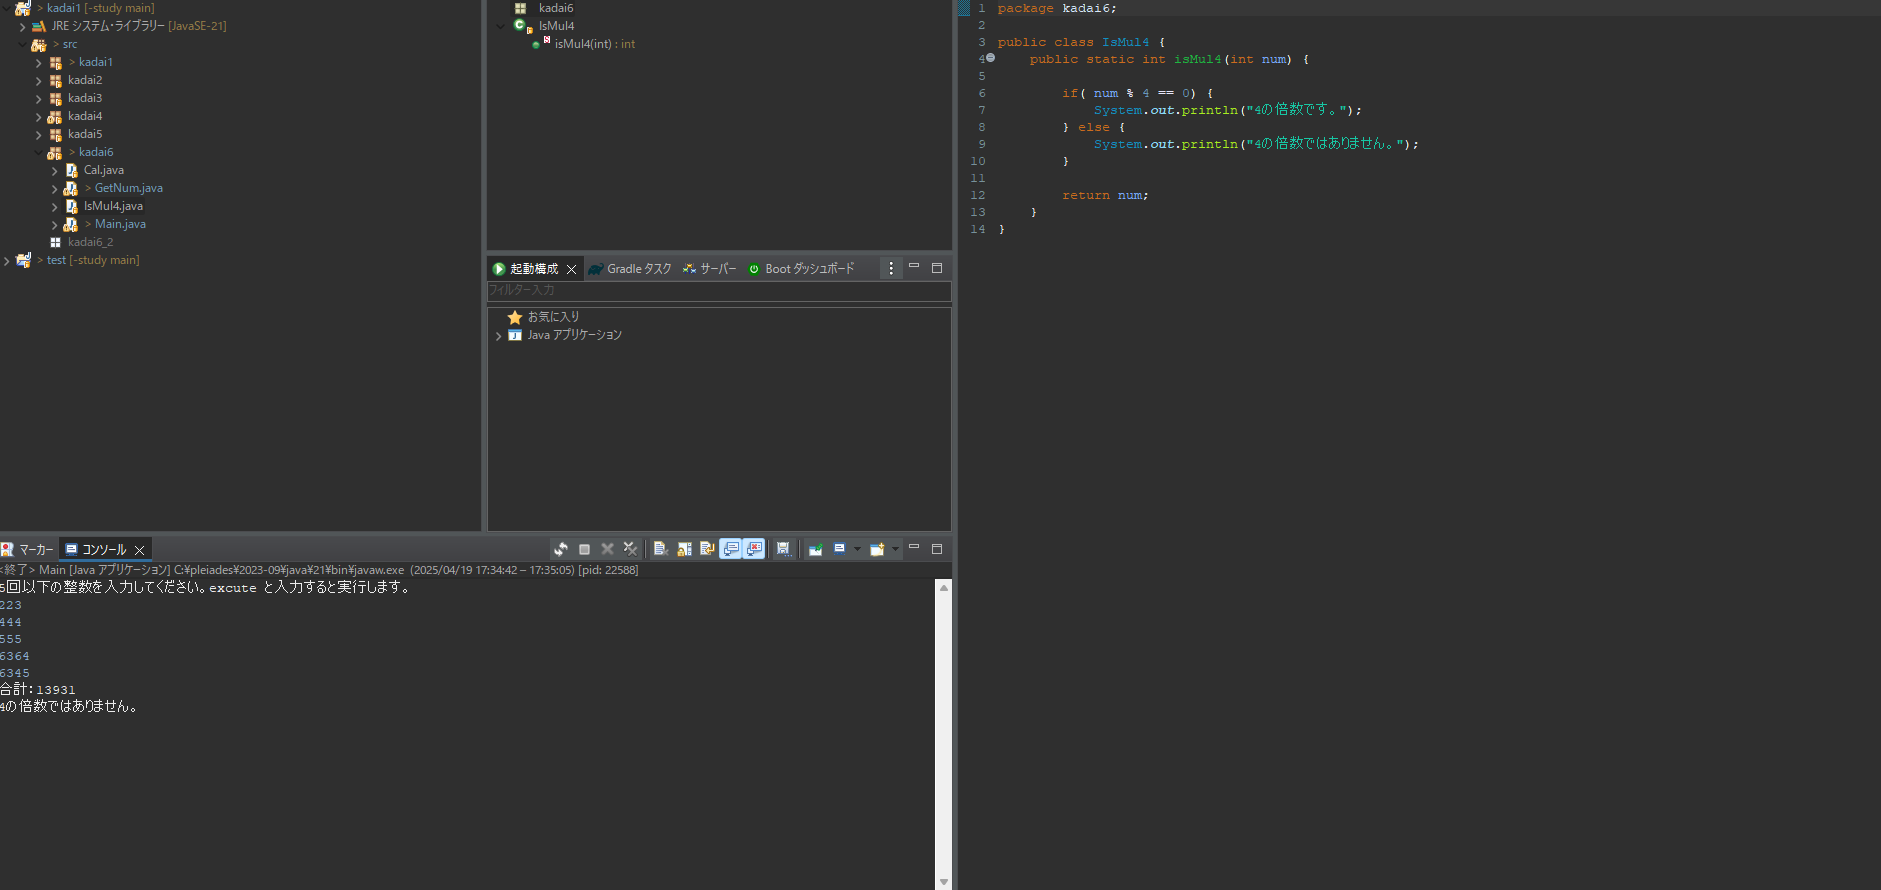 > kadai1 [-study main]
JRE システム・ライブラリー [JavaSE-21]
> src
> kadai1
kadai2
kadai3
kadai4
kadai5
> kadai6
Cal.java
> GetNum.java
IsMul4.java
> Main.java
kadai6_2
> test [-study main]
kadai6
IsMul4
isMul4(int) : int
起動構成 Gradle タスク サーバー Boot ダッシュボード
フィルター入力
お気に入り
Java アプリケーション
1 package kadai6;
2
3 public class IsMul4 {
4 public static int isMul4(int num) {
5
6 if( num % 4 == 0) {
7 System.out.println("4の倍数です。");
8 } else {
9 System.out.println("4の倍数ではありません。");
10 }
11
12 return num;
13 }
14 }
マーカー コンソール
<終了> Main [Java アプリケーション] C:¥pleiades¥2023-09¥java¥21¥bin¥javaw.exe (2025/04/19 17:34:42 – 17:35:05) [pid: 22588]
5回以下の整数を入力してください。excute と入力すると実行します。
223
444
555
6364
6345
合計:13931
4の倍数ではありません。